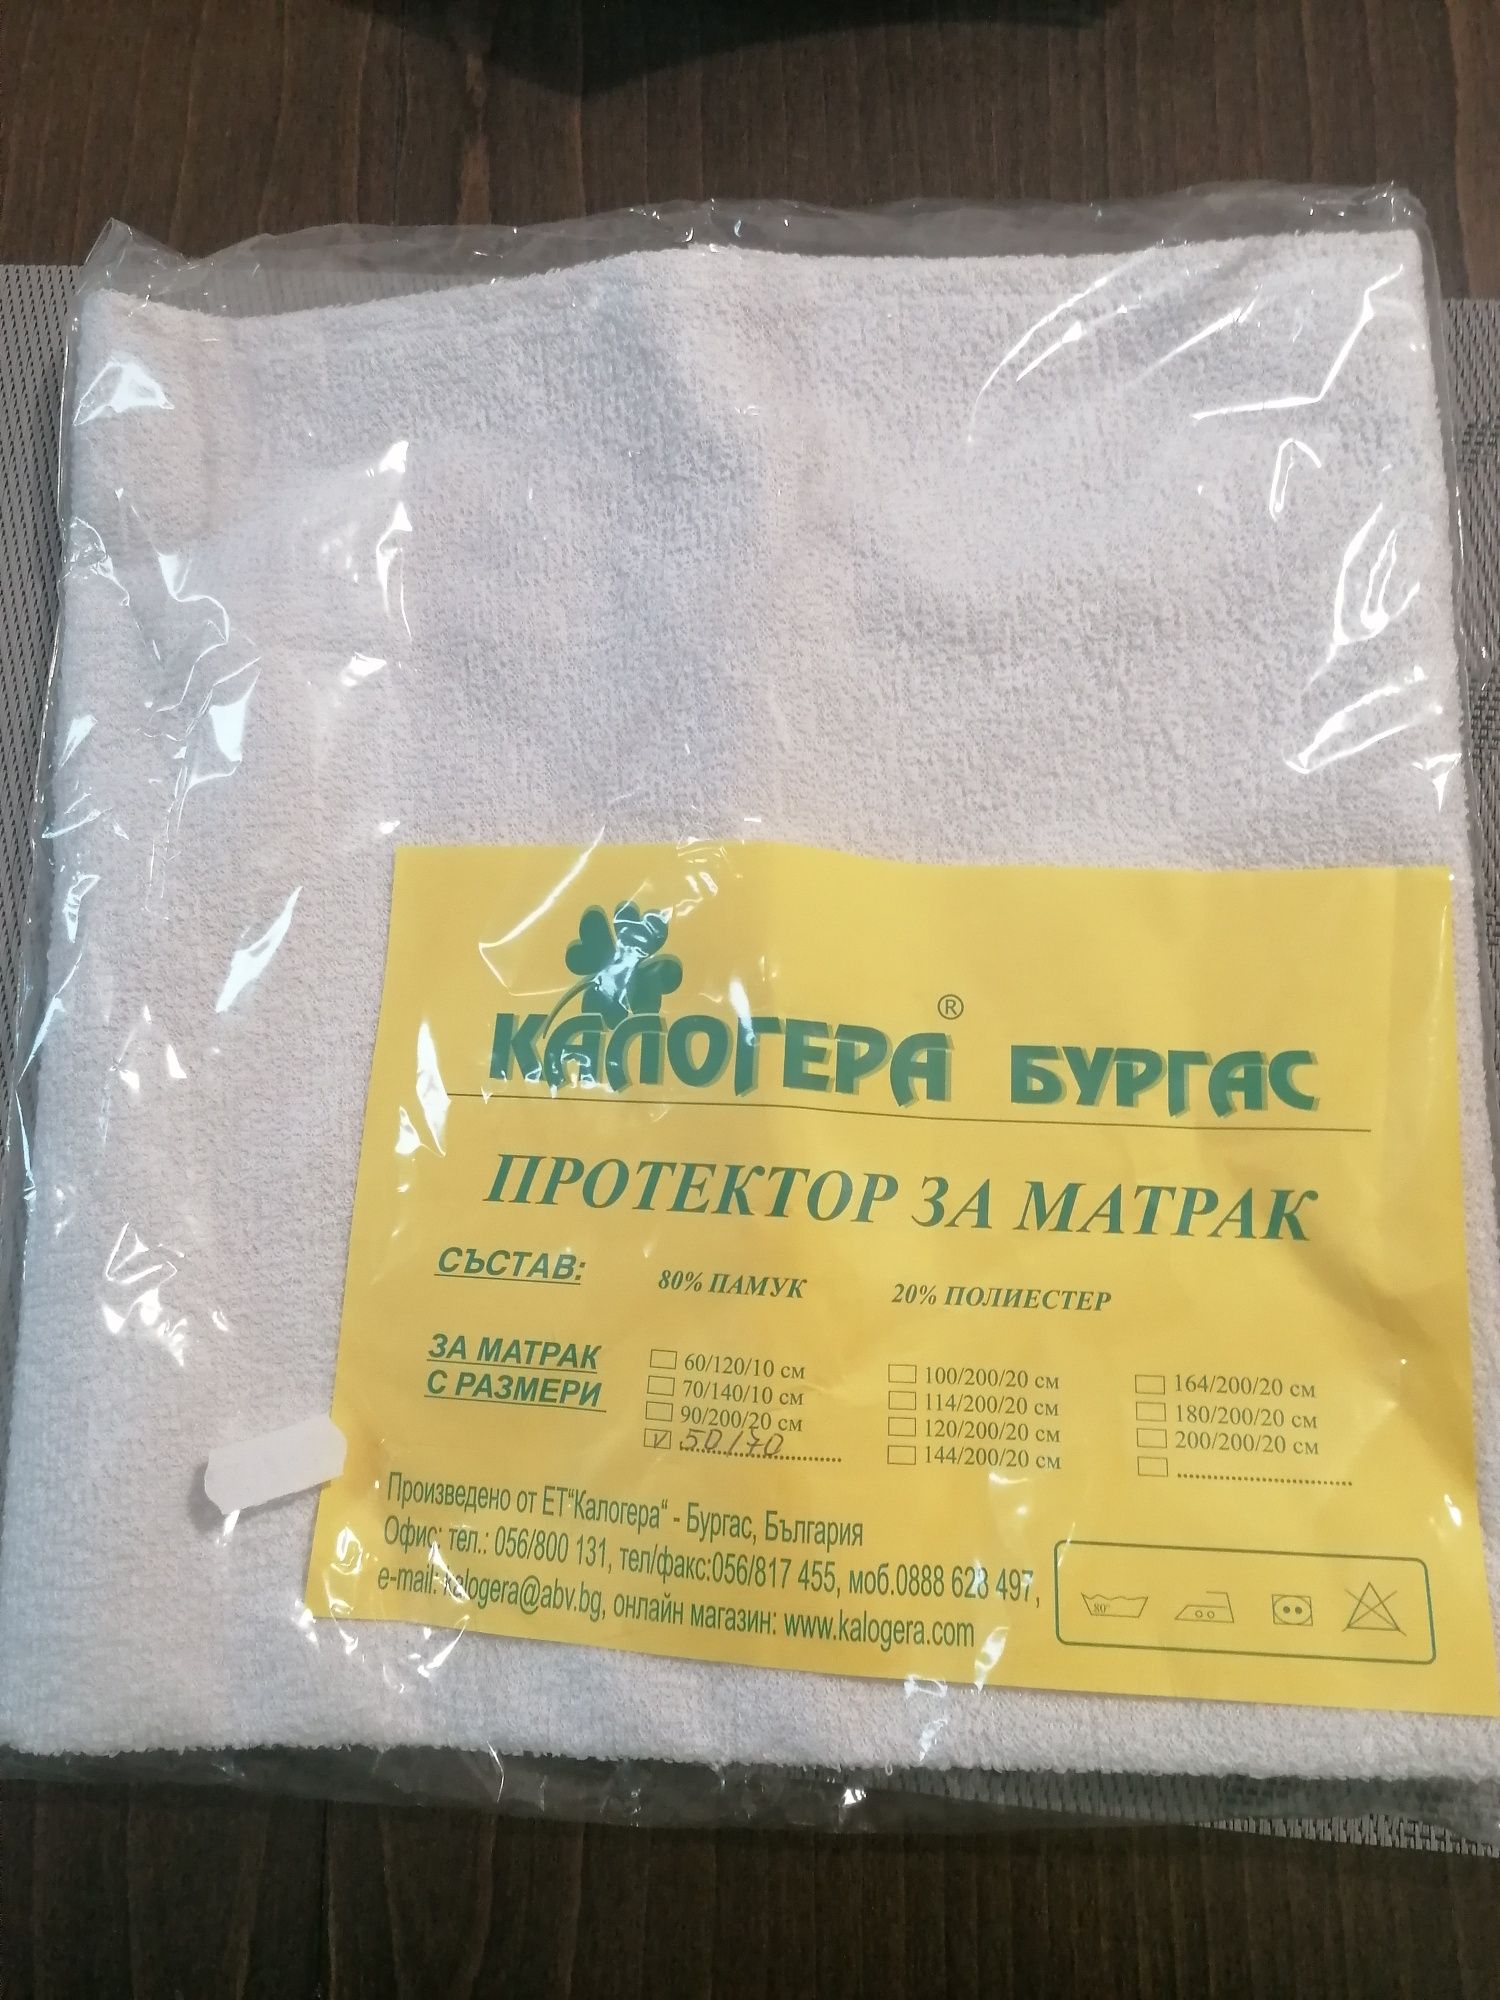 КАЛОГЕРА® БУРГАС
ПРОТЕКТОР ЗА МАТРАК
СЪСТАВ: 80% ПАМУК 20% ПОЛИЕСТЕР
ЗА МАТРАК
С РАЗМЕРИ
60/120/10 см
70/140/10 см
90/200/20 см
50/70
100/200/20 см
114/200/20 см
120/200/20 см
144/200/20 см
164/200/20 см
180/200/20 см
200/200/20 см
Произведено от ЕТ“Калогера“ - Бургас, България
Офис: тел.: 056/800 131, тел/факс:056/817 455, моб.0888 628 497,
e-mail: kalogera@abv.bg, онлайн магазин: www.kalogera.com
80°